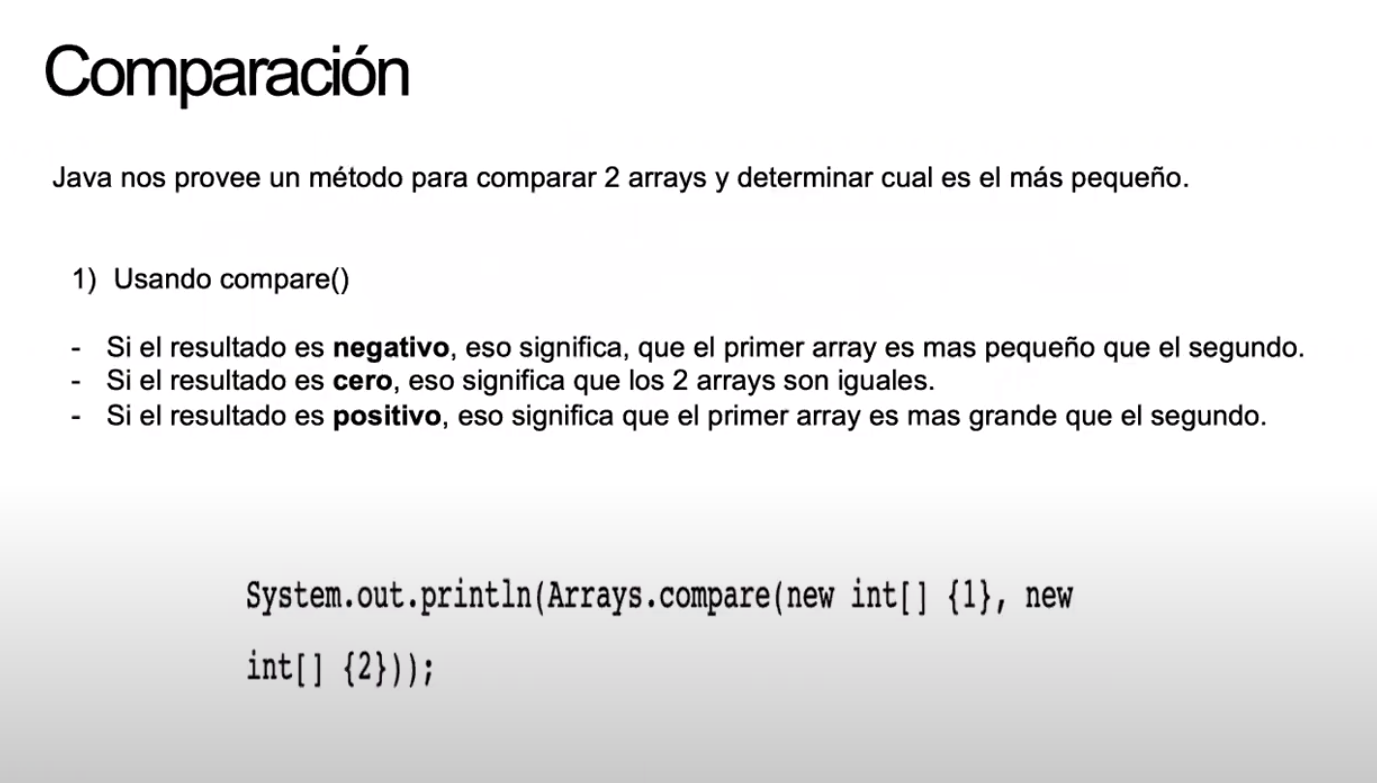 Comparación
Java nos provee un método para comparar 2 arrays y determinar cual es el más pequeño.
1) Usando compare()
- Si el resultado es negativo, eso significa, que el primer array es mas pequeño que el segundo.
- Si el resultado es cero, eso significa que los 2 arrays son iguales.
- Si el resultado es positivo, eso significa que el primer array es mas grande que el segundo.
System.out.println(Arrays.compare(new int[] {1}, new
int[] {2}));